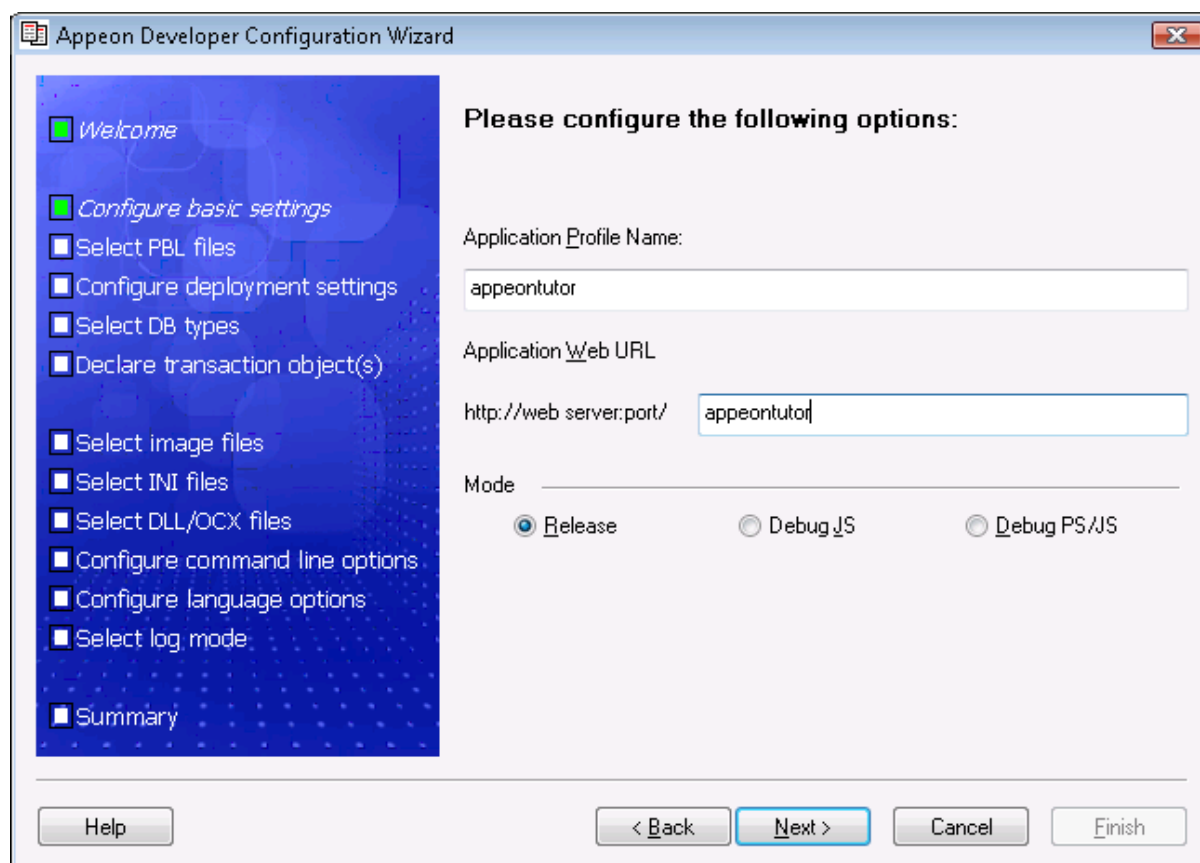 Appeon Developer Configuration Wizard
Welcome
Configure basic settings
Select PBL files
Configure deployment settings
Select DB types
Declare transaction object(s)
Select image files
Select INI files
Select DLL/OCX files
Configure command line options
Configure language options
Select log mode
Summary
Please configure the following options:
Application Profile Name:
appeontutor
Application Web URL
http://web server:port/ appeontutor
Mode
Release Debug JS Debug PS/JS
Help < Back Next > Cancel Finish